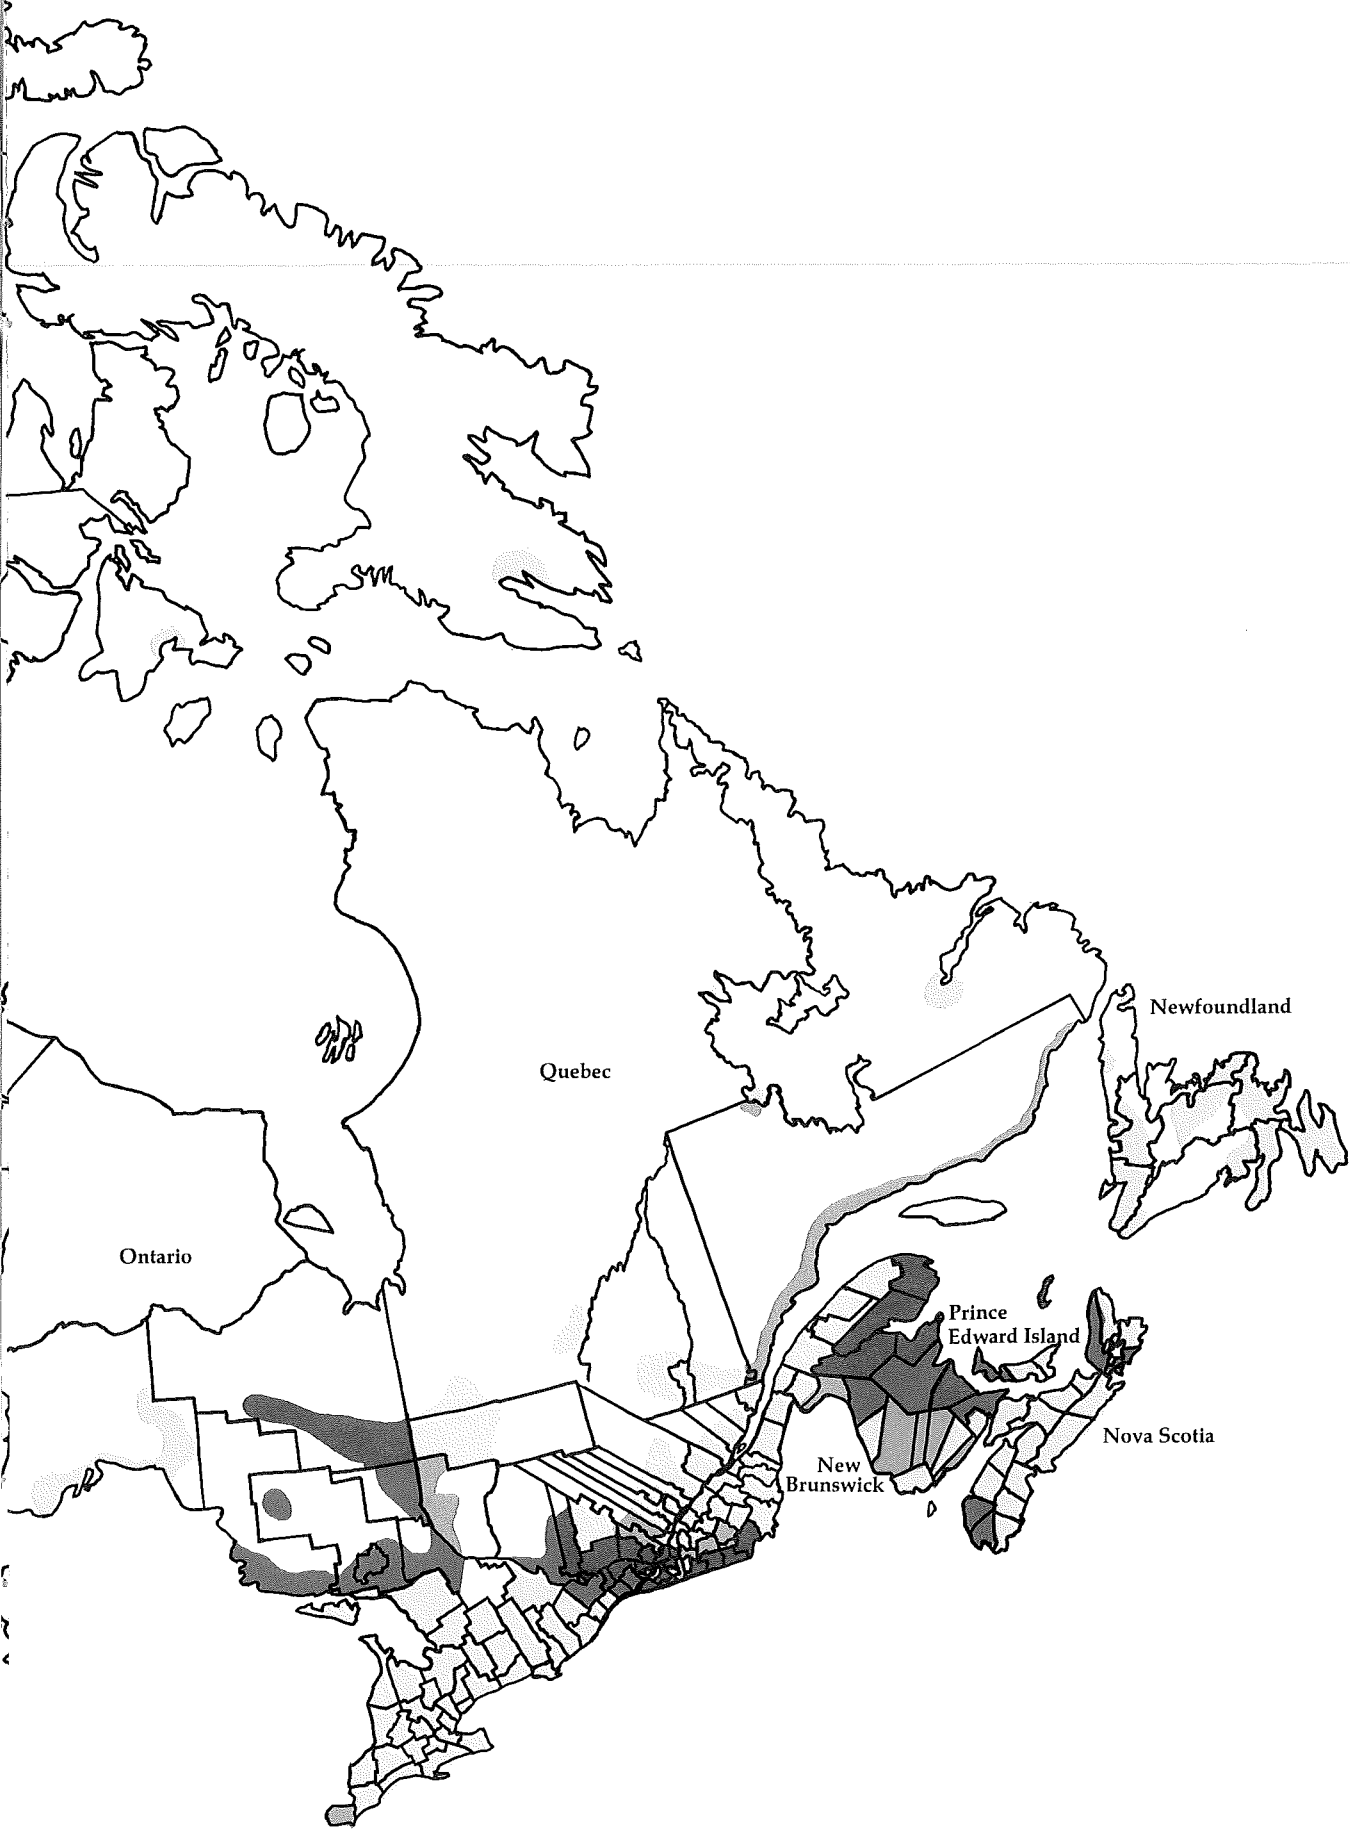 Newfoundland
Quebec
Ontario
Prince
Edward Island
Nova Scotia
New
Brunswick